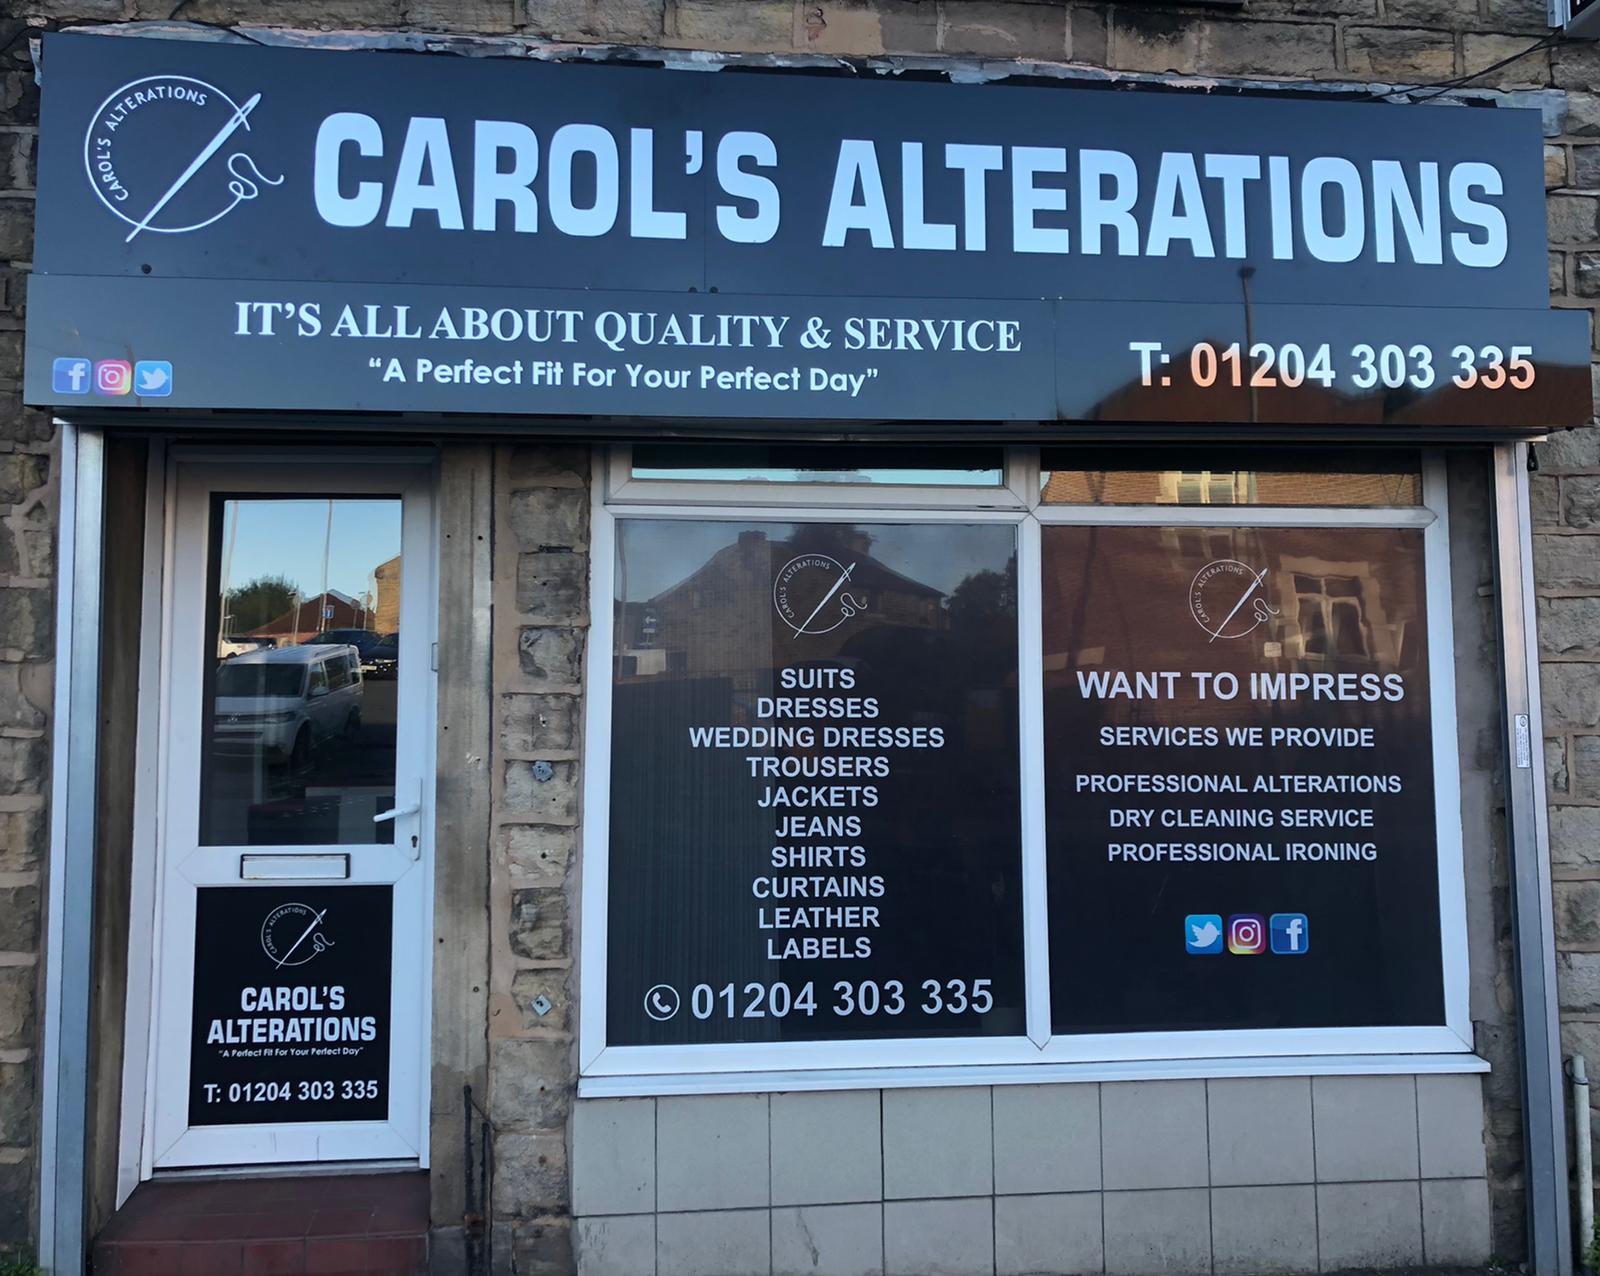 CAROL'S ALTERATIONS
CAROL'S ALTERATIONS
IT'S ALL ABOUT QUALITY & SERVICE
"A Perfect Fit For Your Perfect Day"
T: 01204 303 335
CAROL'S ALTERATIONS
SUITS
DRESSES
WEDDING DRESSES
TROUSERS
JACKETS
JEANS
SHIRTS
CURTAINS
LEATHER
LABELS
01204 303 335
CAROL'S ALTERATIONS
WANT TO IMPRESS
SERVICES WE PROVIDE
PROFESSIONAL ALTERATIONS
DRY CLEANING SERVICE
PROFESSIONAL IRONING
CAROL'S ALTERATIONS
CAROL'S
ALTERATIONS
"A Perfect Fit For Your Perfect Day"
T: 01204 303 335